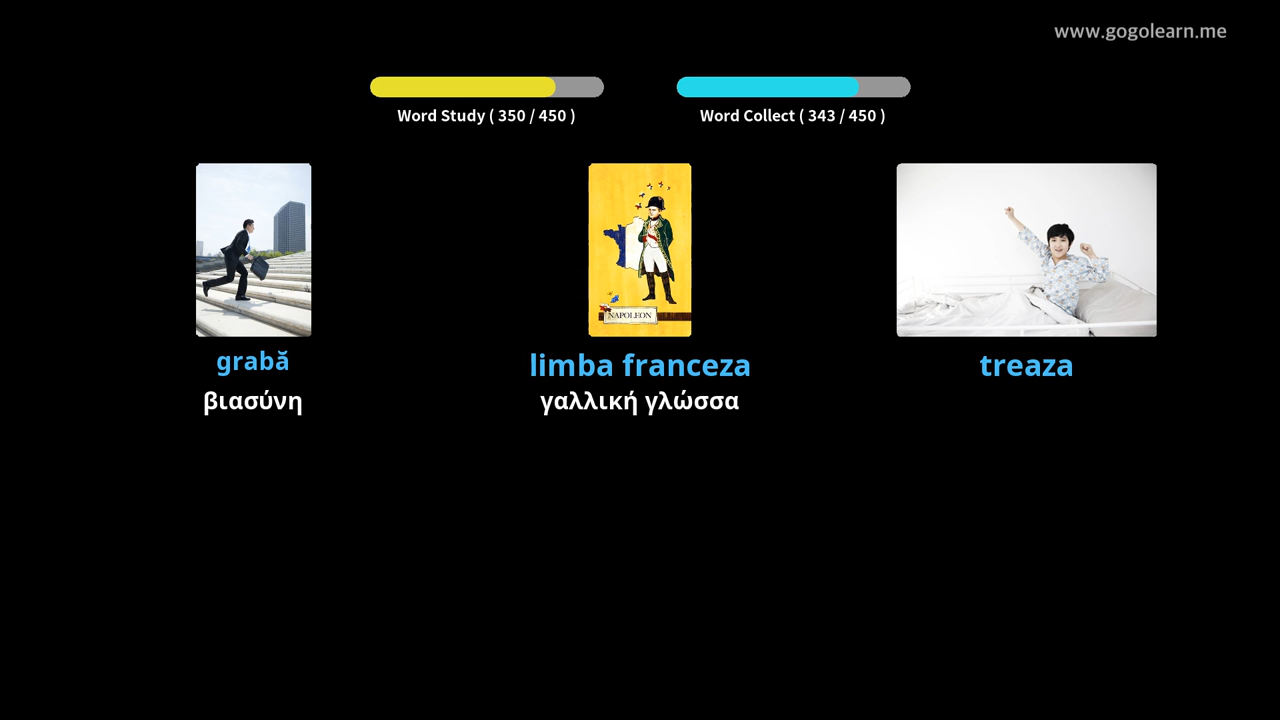 www.gogolearn.me
Word Study ( 350 / 450 )
Word Collect ( 343 / 450 )
NAPOLEON
grabă
limba franceza
treaza
βιασύνη
γαλλική γλώσσα